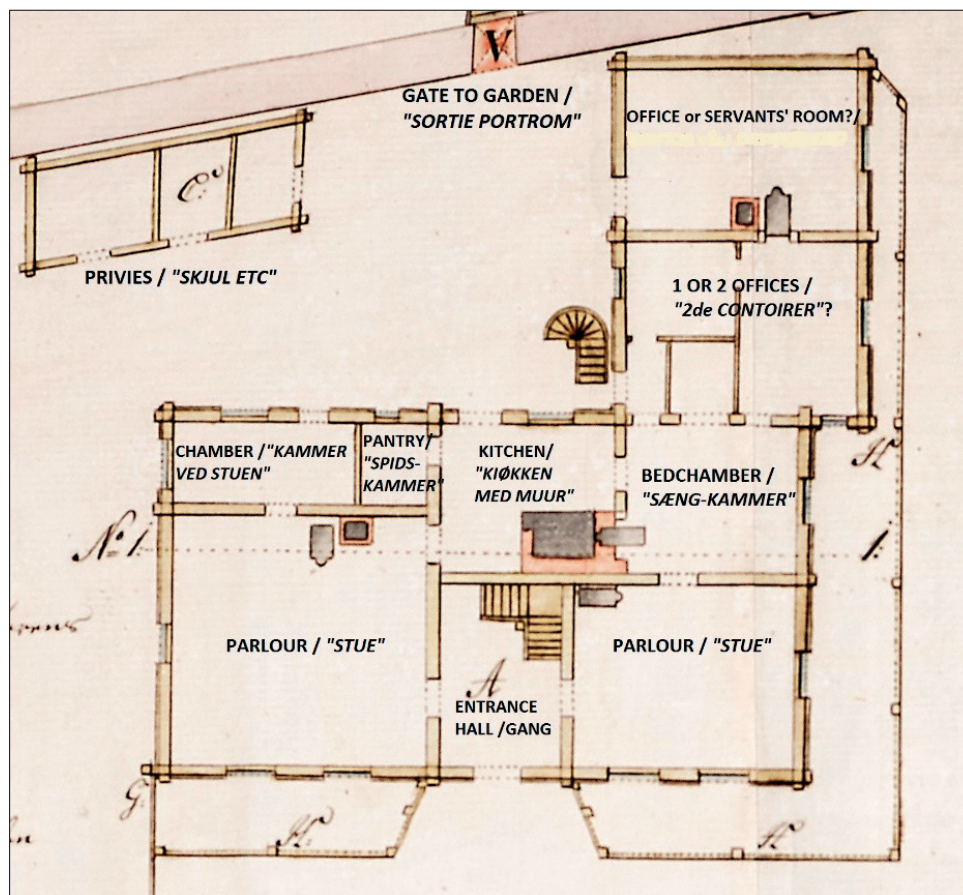 V
GATE TO GARDEN /
"SORTIE PORTROM"
OFFICE or SERVANTS' ROOM?/
C:
PRIVIES / "SKJUL ETC"
1 OR 2 OFFICES /
"2de CONTOIRER"?
CHAMBER /"KAMMER
VED STUEN"
PANTRY/
"SPIDS-
KAMMER"
KITCHEN/
"KIØKKEN
MED MUUR"
BEDCHAMBER /
"SÆNG-KAMMER"
H
No 1:
1:
PARLOUR / "STUE"
PARLOUR / "STUE"
A
ENTRANCE
HALL /GANG
G:
H:
H